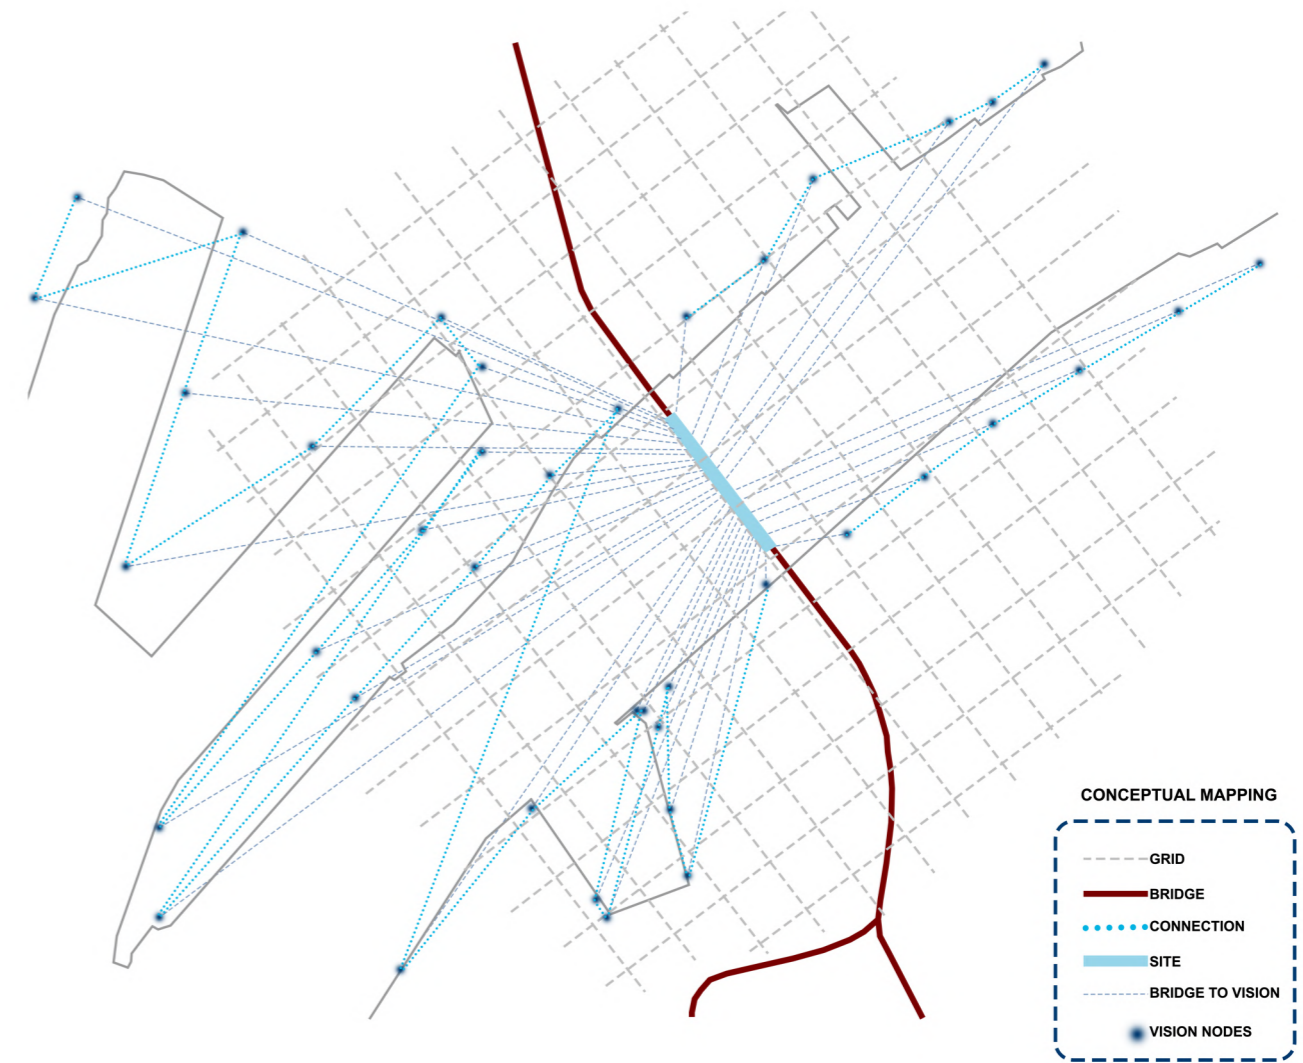 CONCEPTUAL MAPPING
GRID
BRIDGE
CONNECTION
SITE
BRIDGE TO VISION
VISION NODES